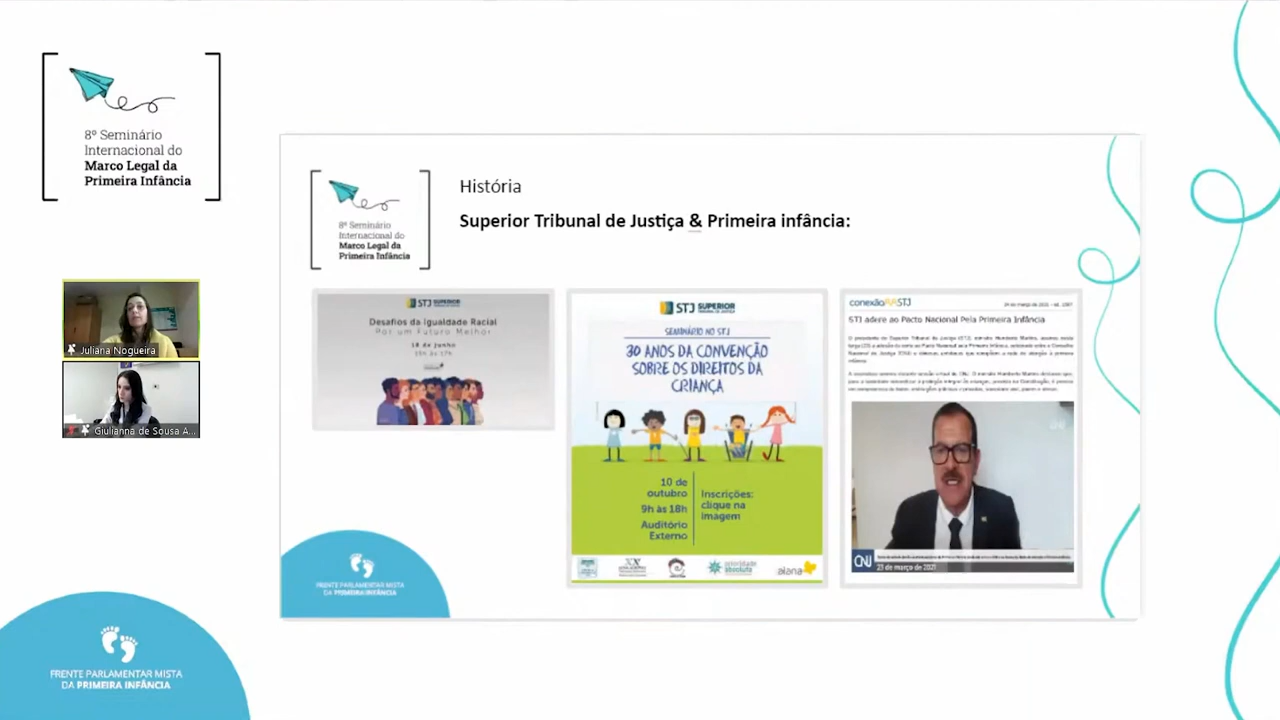 8º Seminário
Internacional do
Marco Legal da
Primeira Infância
Juliana Nogueira
Giulianna de Sousa A...
FRENTE PARLAMENTAR MISTA
DA PRIMEIRA INFÂNCIA
8º Seminário
Internacional do
Marco Legal da
Primeira Infância
História
Superior Tribunal de Justiça & Primeira infância:
STJ SUPERIOR
Desafios da Igualdade Racial
Por um Futuro Melhor
18 de Junho
STJ SUPERIOR
TRIBUNAL DE JUSTIÇA
SEMINÁRIO NO STJ
30 ANOS DA CONVENÇÃO
SOBRE OS DIREITOS DA
CRIANÇA
10 de
outubro
9h às 18h
Auditório
Externo
Inscrições:
clique na
imagem
prioridade
absoluta
alana
conexão STJ
STJ adere ao Pacto Nacional Pela Primeira Infância
CNJ
23 de março de 2021
FRENTE PARLAMENTAR MISTA
DA PRIMEIRA INFÂNCIA